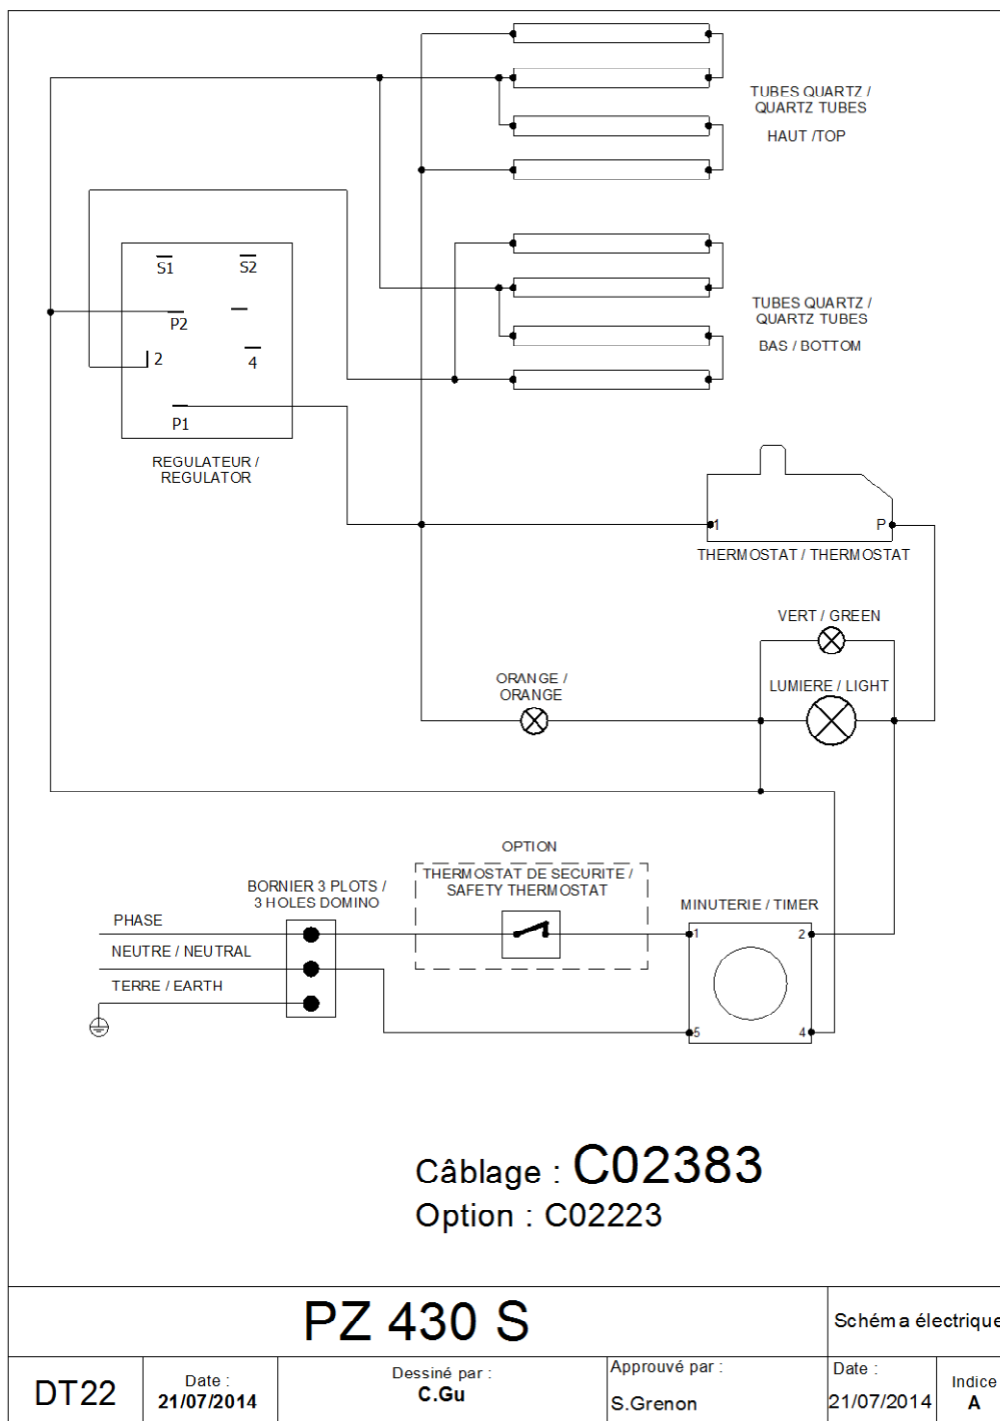 TUBES QUARTZ /
QUARTZ TUBES
HAUT /TOP
S1
S2
P2
2
4
P1
TUBES QUARTZ /
QUARTZ TUBES
BAS / BOTTOM
REGULATEUR /
REGULATOR
1
P
THERMOSTAT / THERMOSTAT
VERT / GREEN
ORANGE /
ORANGE
LUMIERE / LIGHT
OPTION
THERMOSTAT DE SECURITE /
SAFETY THERMOSTAT
BORNIER 3 PLOTS /
3 HOLES DOMINO
MINUTERIE / TIMER
PHASE
NEUTRE / NEUTRAL
TERRE / EARTH
1
2
5
4
Câblage : C02383
Option : C02223
PZ 430 S
Schéma électrique
DT22
Date :
21/07/2014
Dessiné par :
C.Gu
Approuvé par :
S.Grenon
Date :
21/07/2014
Indice
A